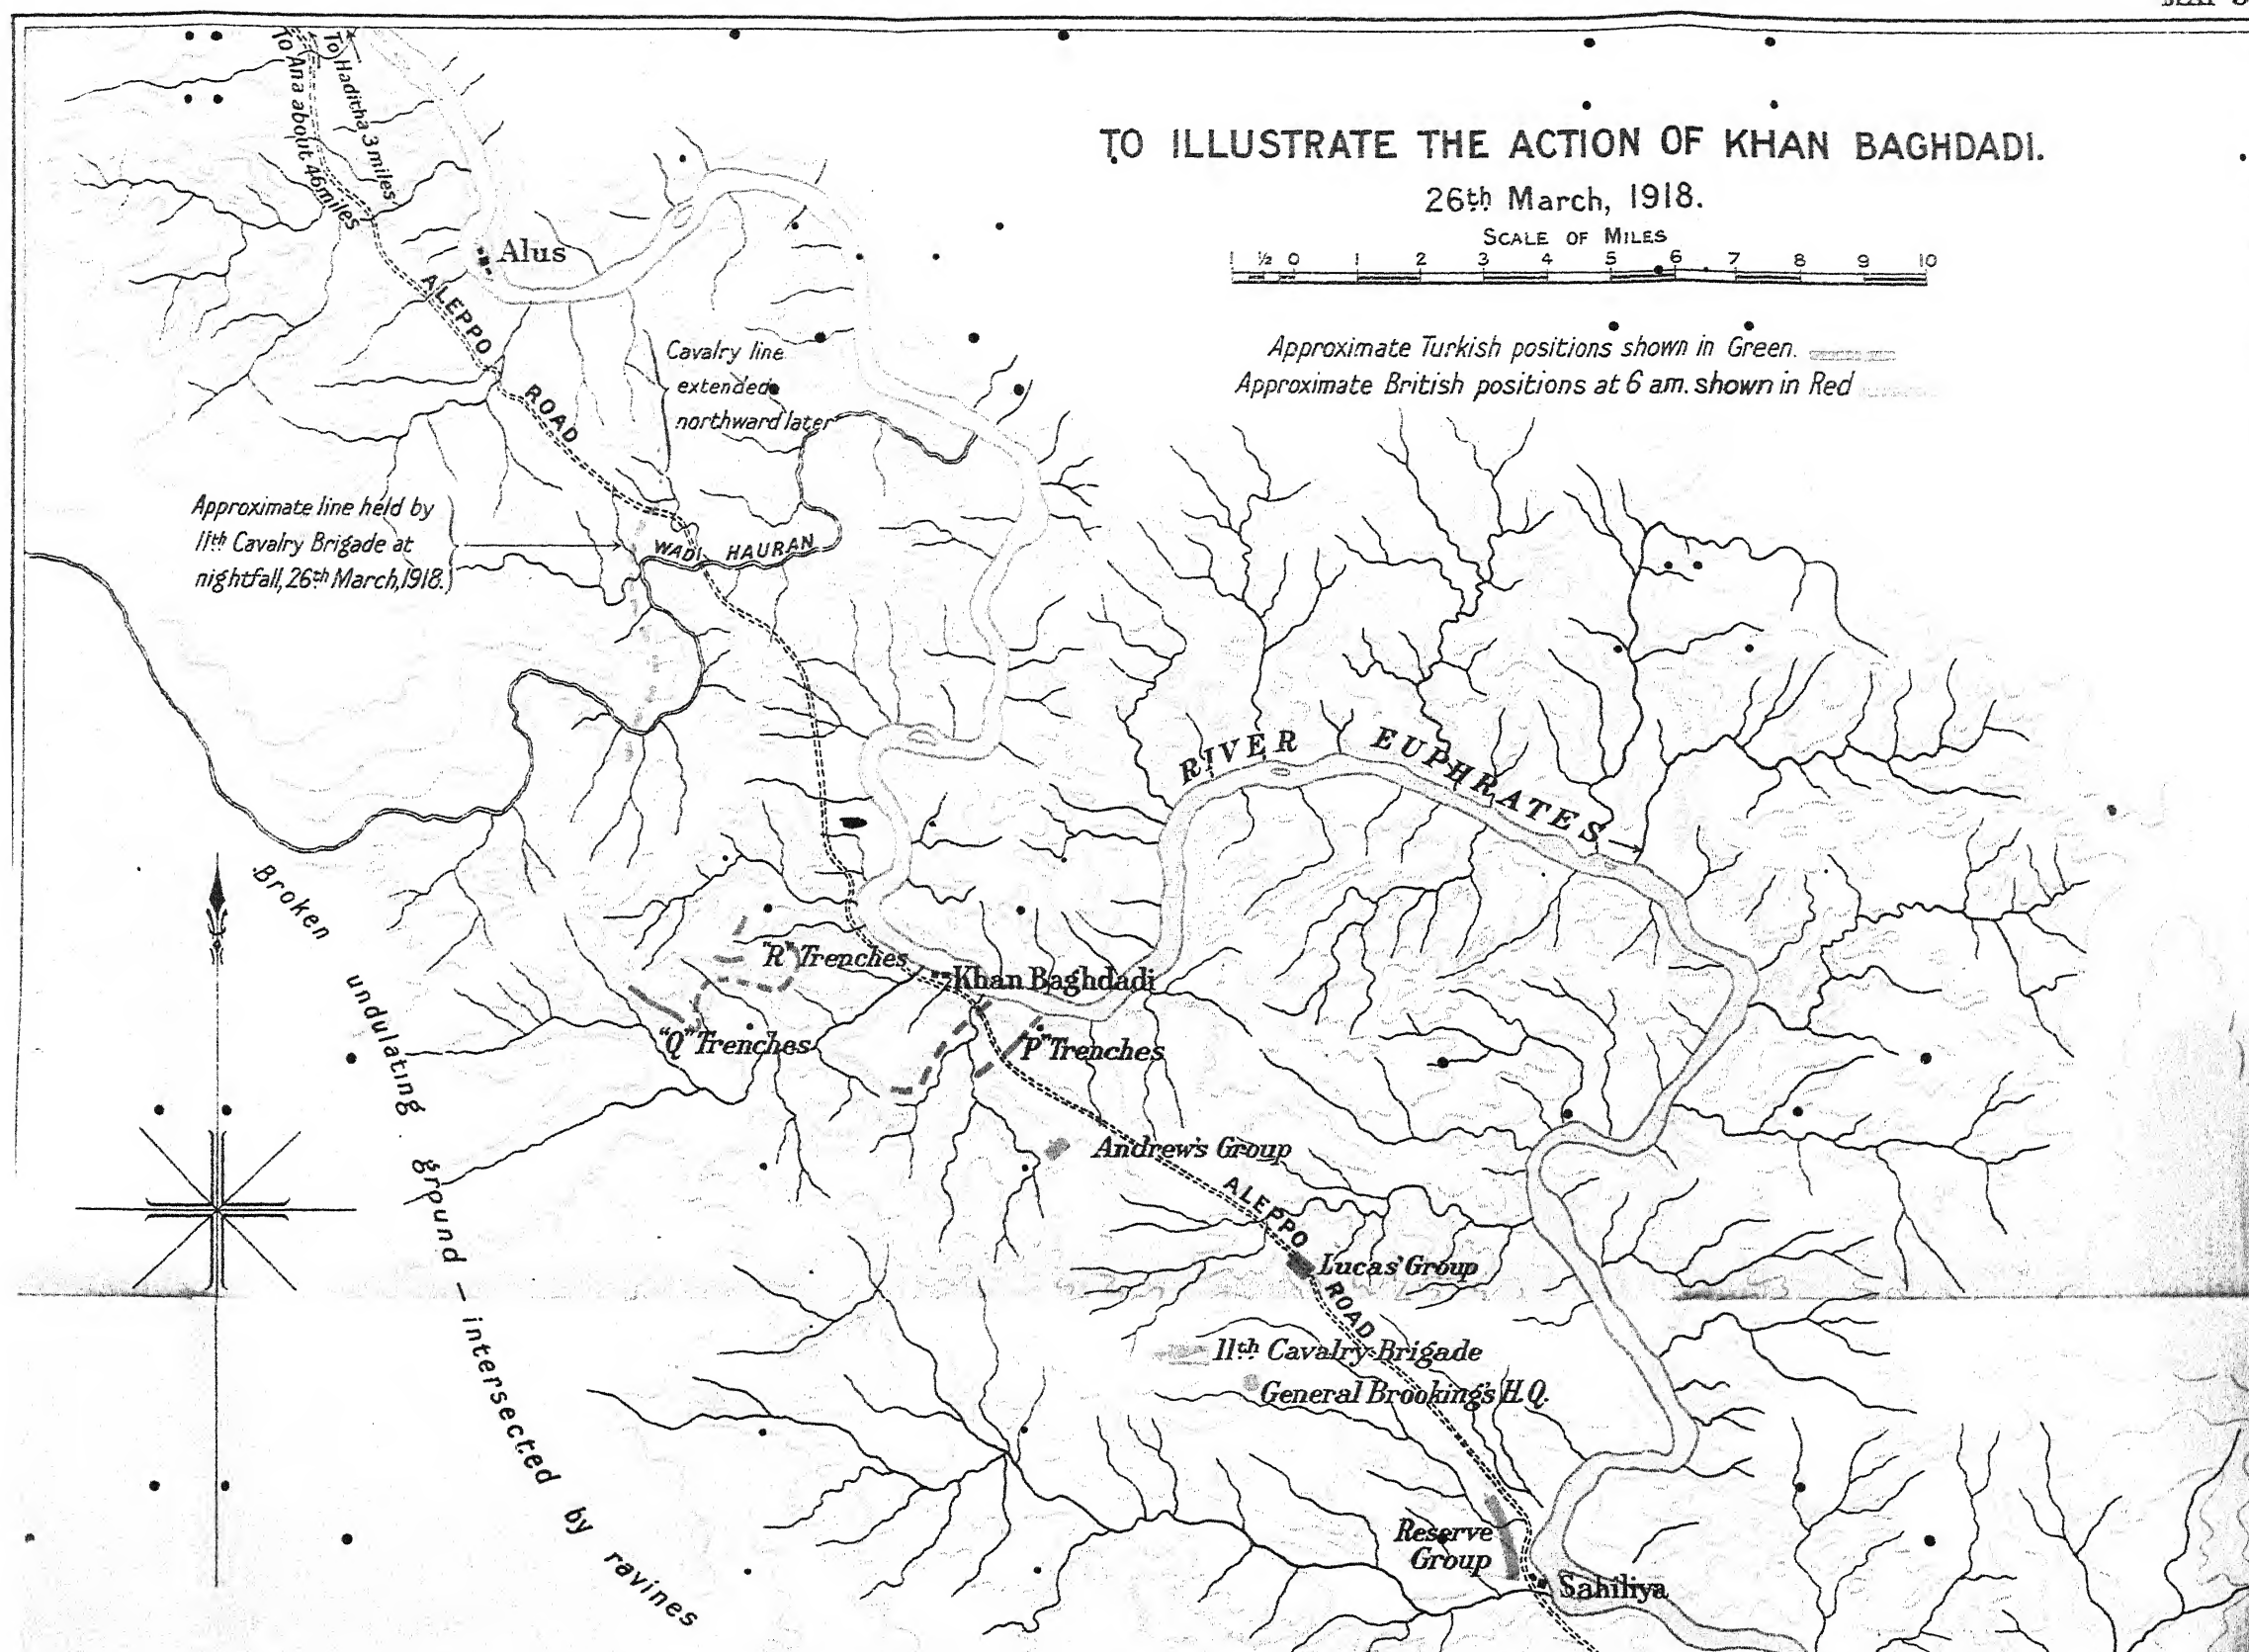 TO ILLUSTRATE THE ACTION OF KHAN BAGHDADI.
26th March, 1918.
SCALE OF MILES
1 ½ 0 1 2 3 4 5 6 7 8 9 10
Approximate Turkish positions shown in Green.
Approximate British positions at 6 am. shown in Red
To Ana about 46 miles
To Haditha 3 miles
Alus
ALEPPO ROAD
Cavalry line
extended
northward later
Approximate line held by
11th Cavalry Brigade at
nightfall, 26th March, 1918.
WADI HAURAN
RIVER EUPHRATES
Broken undulating ground – intersected by ravines
"R" Trenches
Khan Baghdadi
"Q" Trenches
"P" Trenches
Andrew's Group
ALEPPO ROAD
Lucas' Group
11th Cavalry Brigade
General Brooking's H.Q.
Reserve
Group
Sahiliya